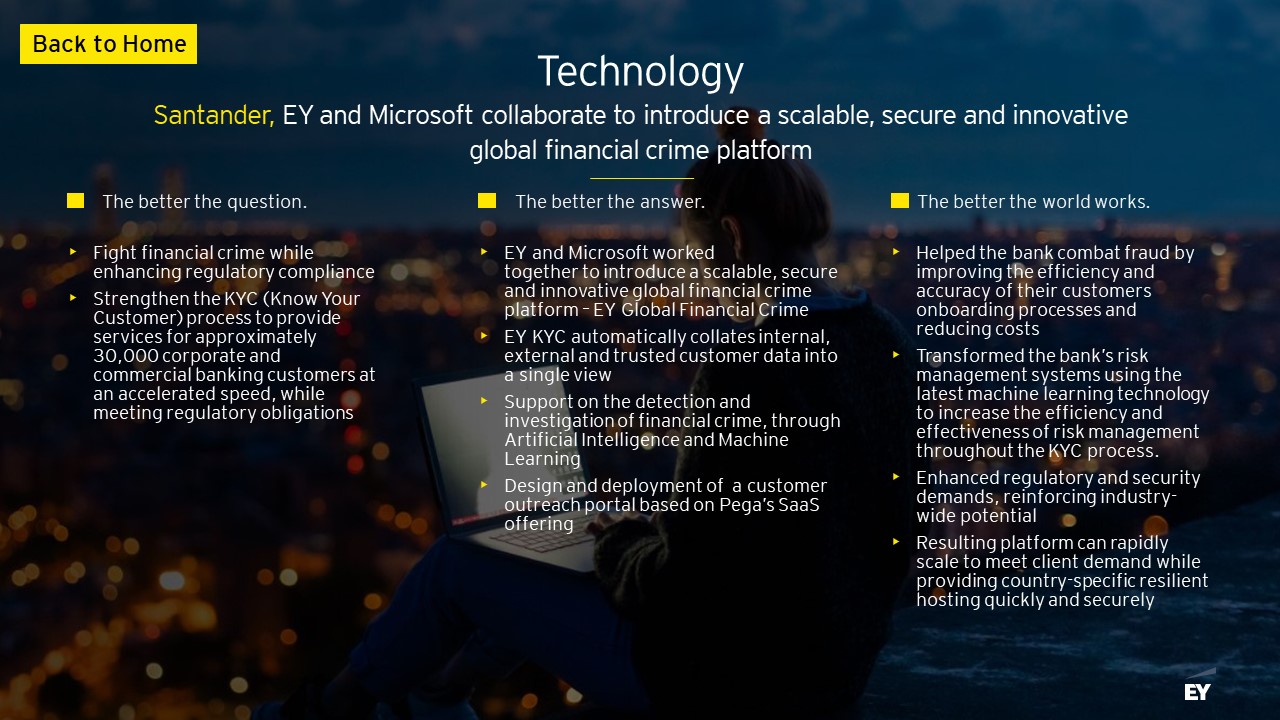 Back to Home
Technology
Santander, EY and Microsoft collaborate to introduce a scalable, secure and innovative
global financial crime platform
The better the question.
Fight financial crime while
enhancing regulatory compliance
Strengthen the KYC (Know Your
Customer) process to provide
services for approximately
30,000 corporate and
commercial banking customers at
an accelerated speed, while
meeting regulatory obligations
The better the answer.
EY and Microsoft worked
together to introduce a scalable, secure
and innovative global financial crime
platform – EY Global Financial Crime
EY KYC automatically collates internal,
external and trusted customer data into
a single view
Support on the detection and
investigation of financial crime, through
Artificial Intelligence and Machine
Learning
Design and deployment of a customer
outreach portal based on Pega's SaaS
offering
The better the world works.
Helped the bank combat fraud by
improving the efficiency and
accuracy of their customers
onboarding processes and
reducing costs
Transformed the bank's risk
management systems using the
latest machine learning technology
to increase the efficiency and
effectiveness of risk management
throughout the KYC process.
Enhanced regulatory and security
demands, reinforcing industry-
wide potential
Resulting platform can rapidly
scale to meet client demand while
providing country-specific resilient
hosting quickly and securely
EY